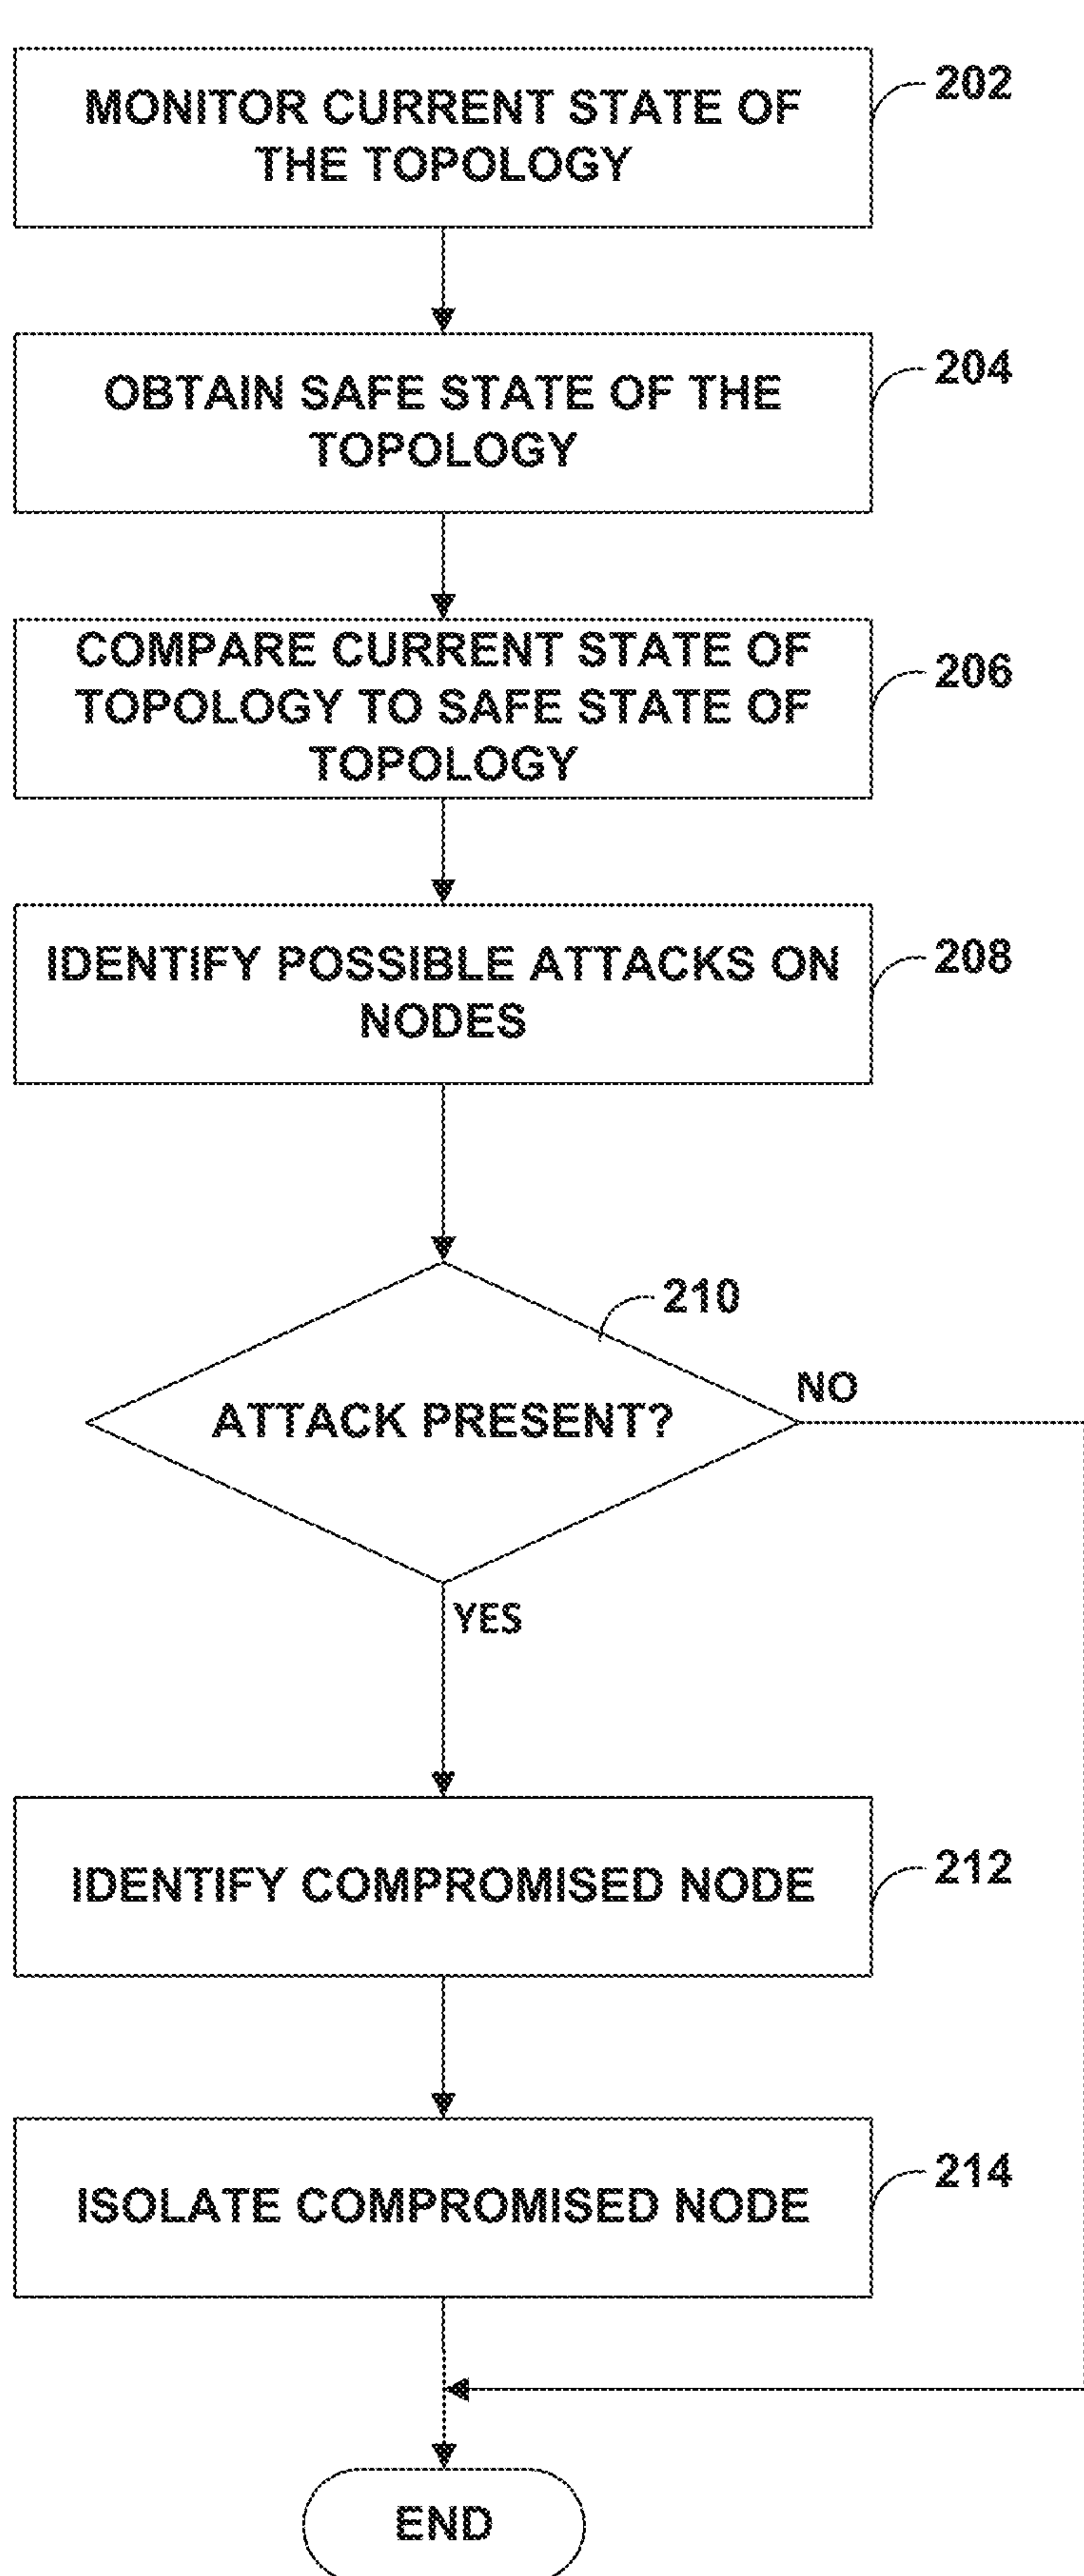 MONITOR CURRENT STATE OF
THE TOPOLOGY
202
OBTAIN SAFE STATE OF THE
TOPOLOGY
204
COMPARE CURRENT STATE OF
TOPOLOGY TO SAFE STATE OF
TOPOLOGY
206
IDENTIFY POSSIBLE ATTACKS ON
NODES
208
210
ATTACK PRESENT?
NO
YES
IDENTIFY COMPROMISED NODE
212
ISOLATE COMPROMISED NODE
214
END